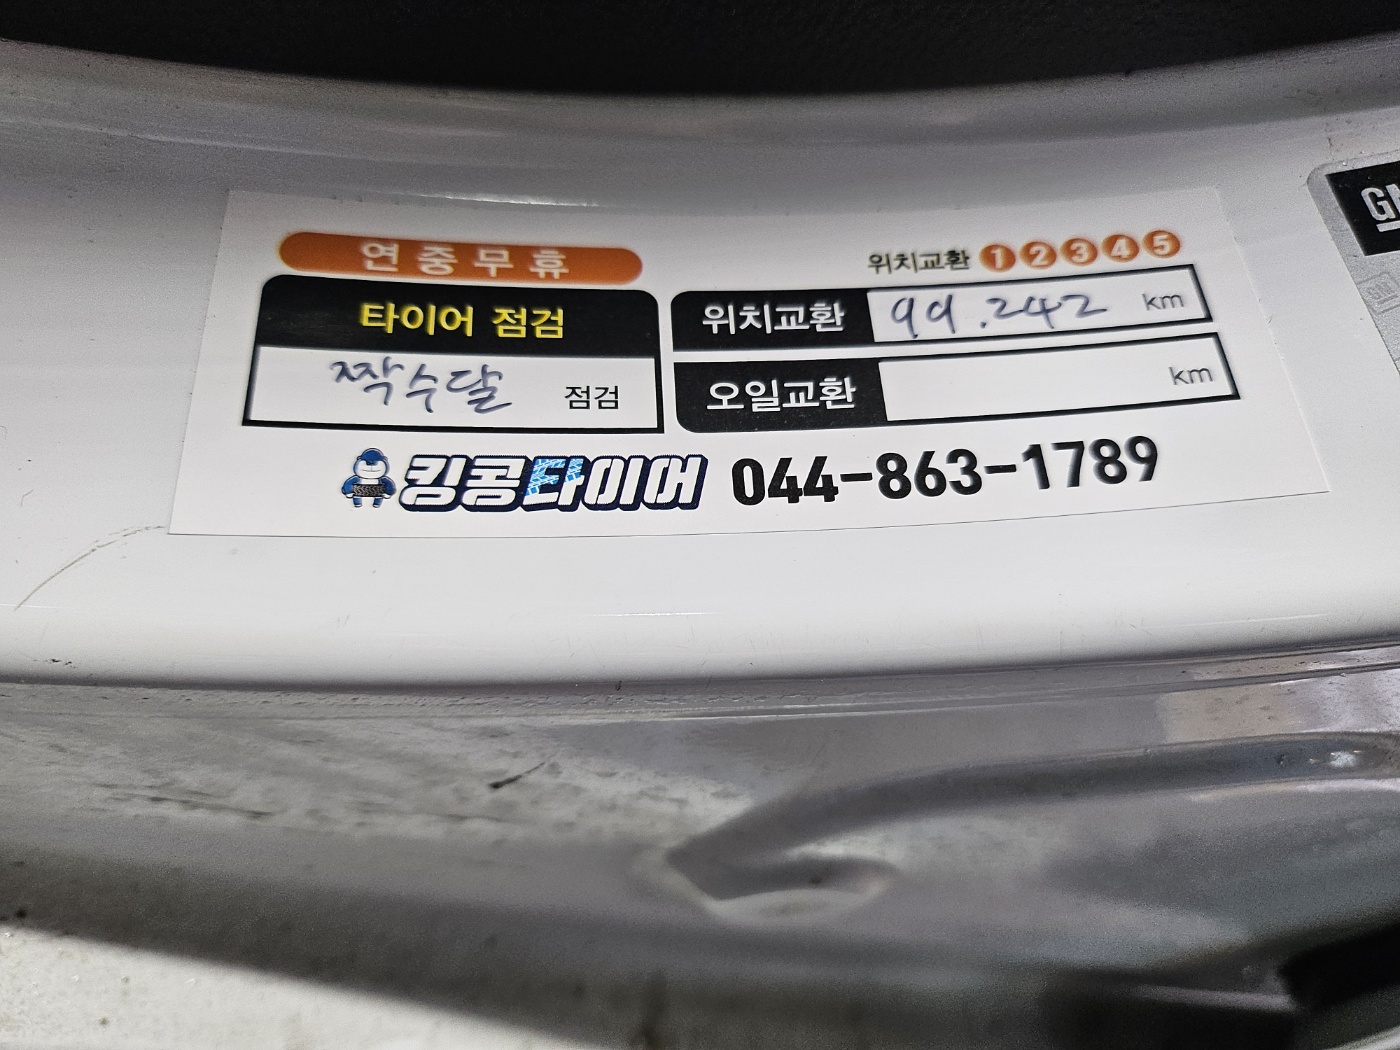 연중무휴
타이어 점검
짝수달 점검
위치교환 1 2 3 4 5
위치교환 99.242 km
오일교환 km
킹콩타이어 044-863-1789